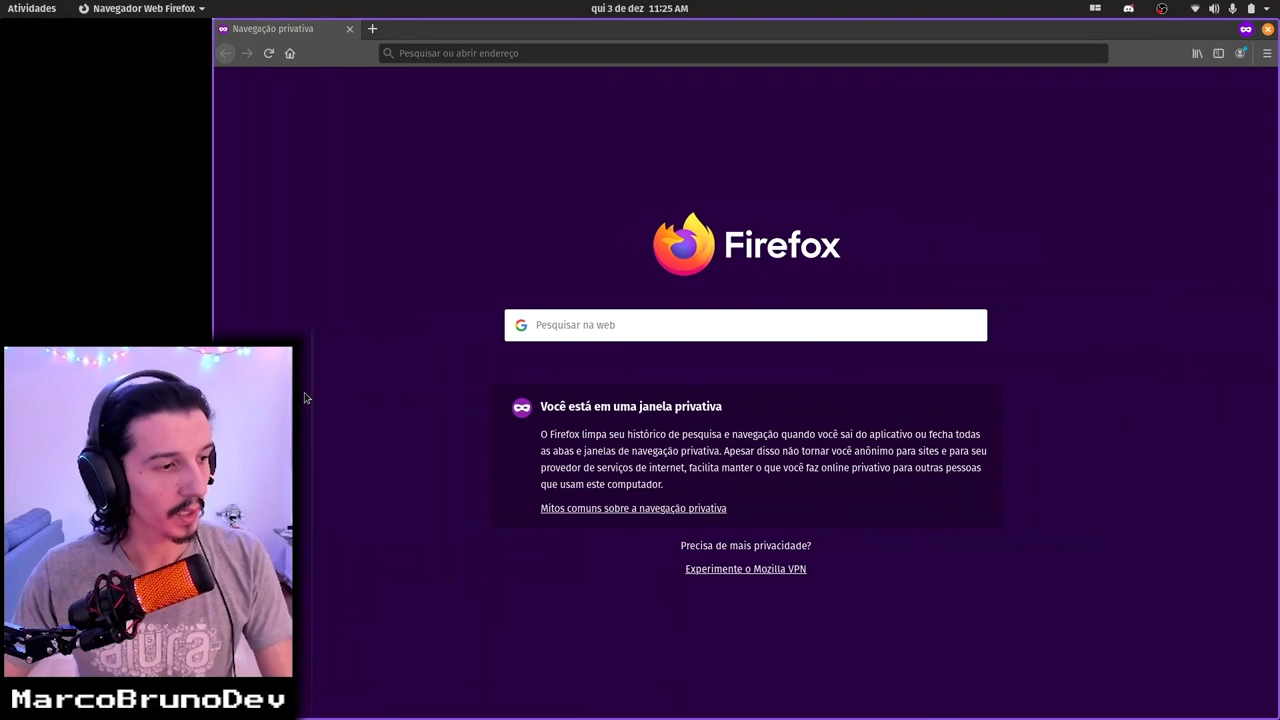 Atividades
Navegador Web Firefox
qui 3 de dez 11:25 AM
Navegação privativa
Pesquisar ou abrir endereço
Firefox
Pesquisar na web
Você está em uma janela privativa
O Firefox limpa seu histórico de pesquisa e navegação quando você sai do aplicativo ou fecha todas
as abas e janelas de navegação privativa. Apesar disso não tornar você anônimo para sites e para seu
provedor de serviços de internet, facilita manter o que você faz online privativo para outras pessoas
que usam este computador.
Mitos comuns sobre a navegação privativa
Precisa de mais privacidade?
Experimente o Mozilla VPN
alura
MarcoBrunoDev